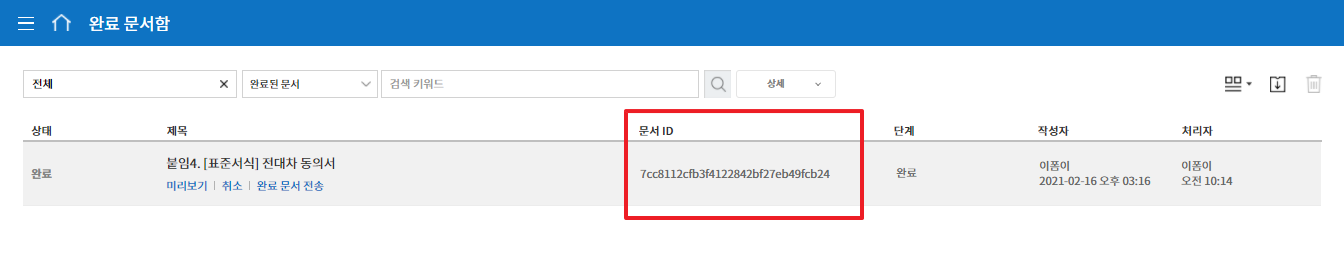 완료 문서함
전체 완료된 문서 검색 키워드 상세
상태 제목 문서 ID 단계 작성자 처리자
완료 붙임4. [표준서식] 전대차 동의서 7cc8112cfb3f4122842bf27eb49fcb24 완료 이폼이 이폼이
미리보기 | 취소 | 완료 문서 전송 2021-02-16 오후 03:16 오전 10:14